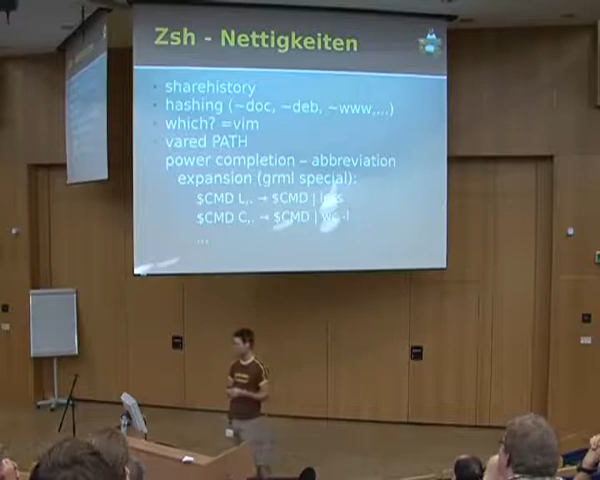 Zsh - Nettigkeiten
sharehistory
hashing (~doc, ~deb, ~www,...)
which? =vim
vared PATH
power completion – abbreviation
expansion (grml special):
$CMD L,. → $CMD | less
$CMD C,. → $CMD | wc -l
...